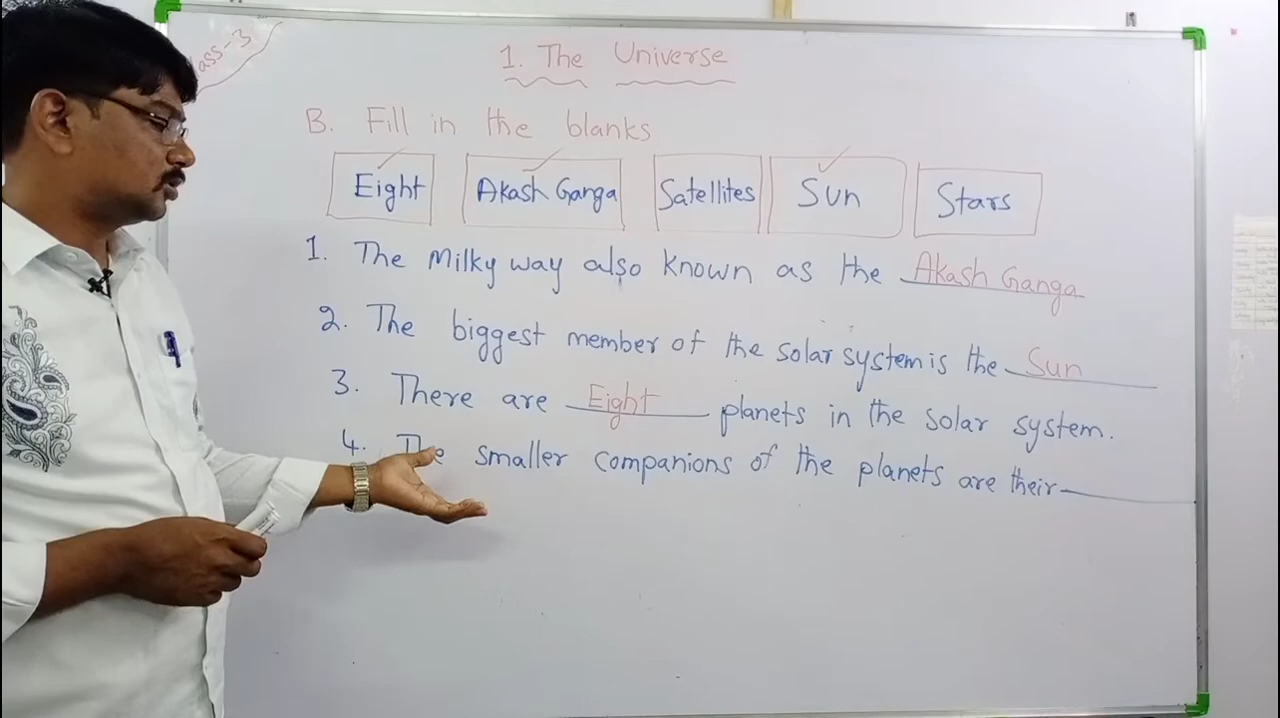 ass-3
1. The Universe
B. Fill in the blanks
Eight Akash Ganga Satellites Sun Stars
1. The Milky way also known as the Akash Ganga
2. The biggest member of the solar system is the Sun
3. There are Eight planets in the solar system.
4. The smaller companions of the planets are their